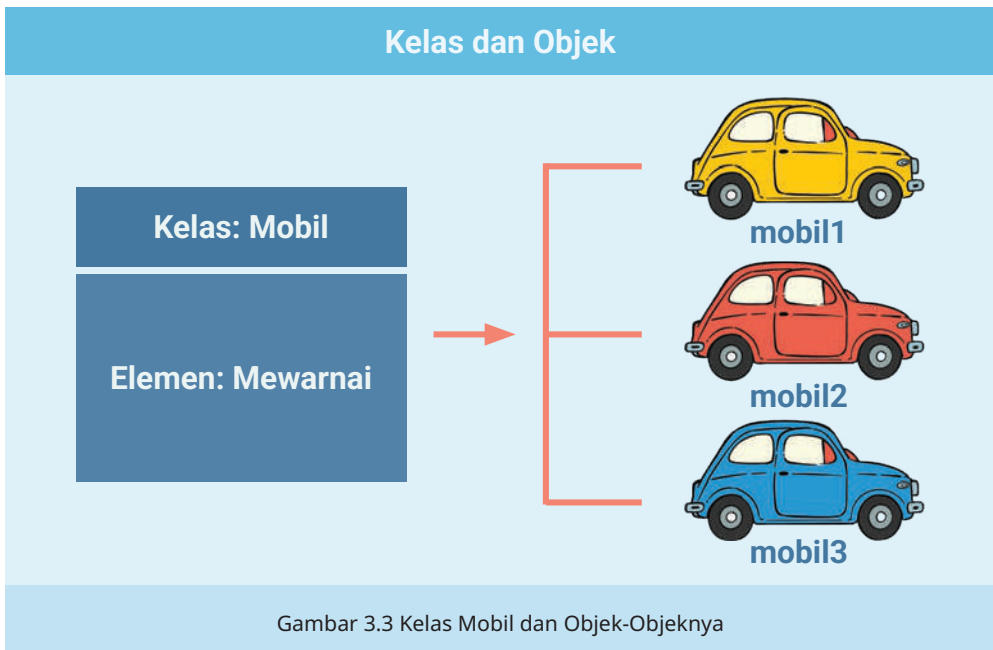 Kelas dan Objek
Kelas: Mobil
Elemen: Mewarnai
mobil1
mobil2
mobil3
Gambar 3.3 Kelas Mobil dan Objek-Objeknya